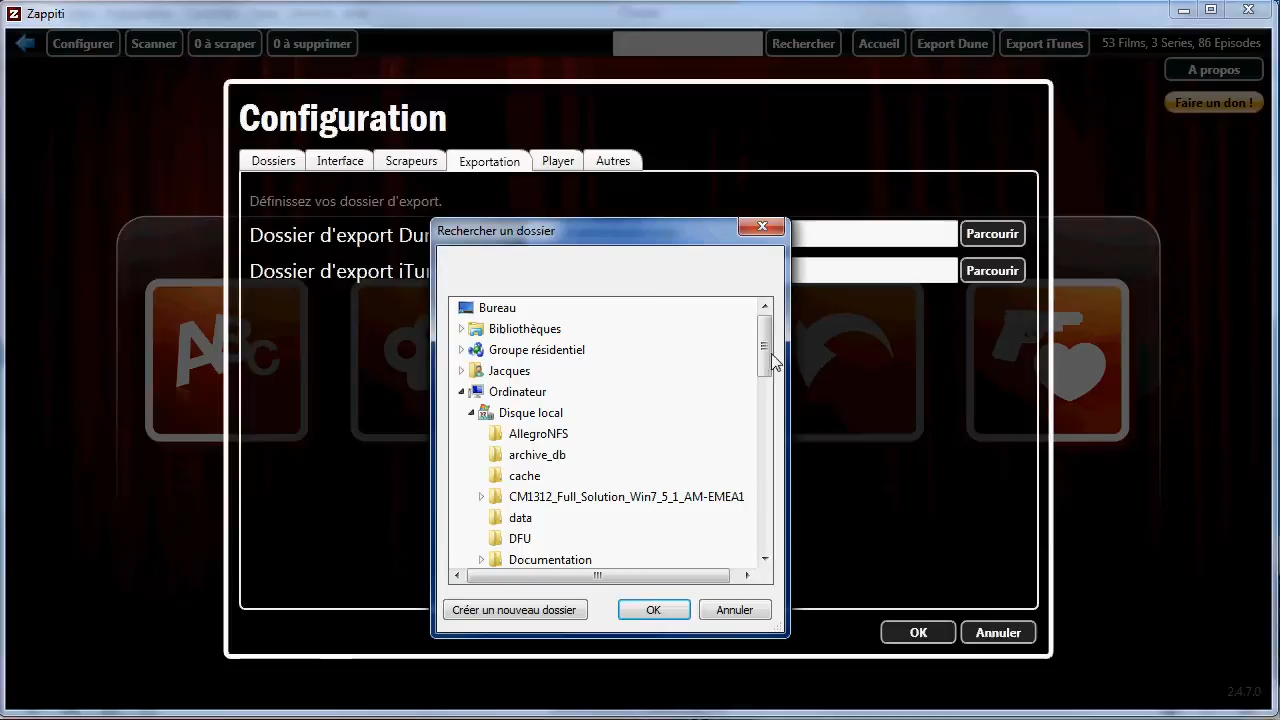 Zappiti
Configurer Scanner 0 à scraper 0 à supprimer Rechercher Accueil Export Dune Export iTunes 53 Films, 3 Series, 86 Episodes
A propos
Faire un don !
Configuration
Dossiers Interface Scrapeurs Exportation Player Autres
Définissez vos dossier d'export.
Dossier d'export Parcourir
Dossier d'export Parcourir
Rechercher un dossier
Bureau
Bibliothèques
Groupe résidentiel
Jacques
Ordinateur
Disque local
AllegroNFS
archive_db
cache
CM1312_Full_Solution_Win7_5_1_AM-EMEA1
data
DFU
Documentation
Créer un nouveau dossier OK Annuler
OK Annuler
ABC
2.4.7.0